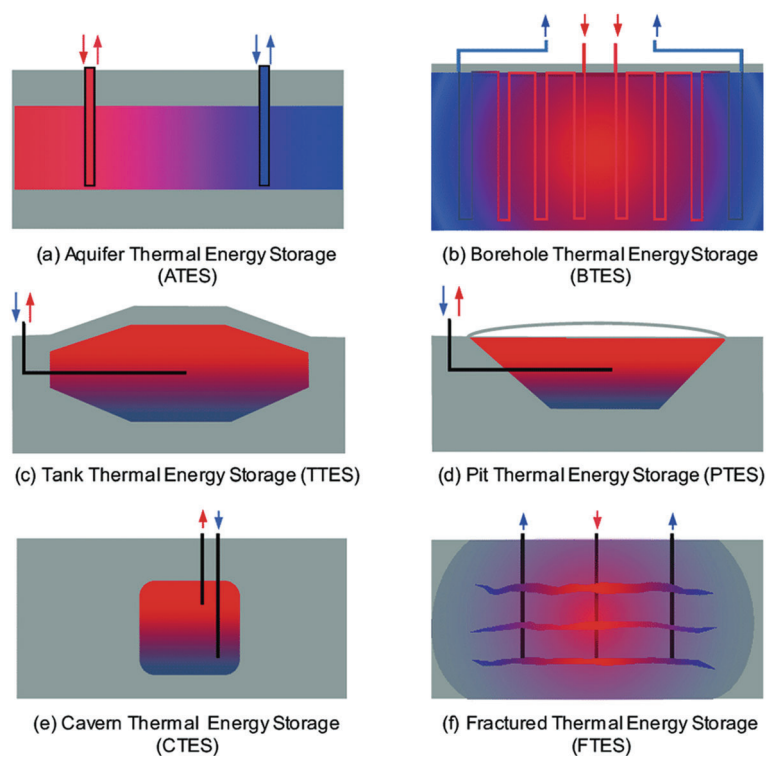 (a) Aquifer Thermal Energy Storage
(ATES)
(b) Borehole Thermal Energy Storage
(BTES)
(c) Tank Thermal Energy Storage (TTES)
(d) Pit Thermal Energy Storage (PTES)
(e) Cavern Thermal Energy Storage
(CTES)
(f) Fractured Thermal Energy Storage
(FTES)